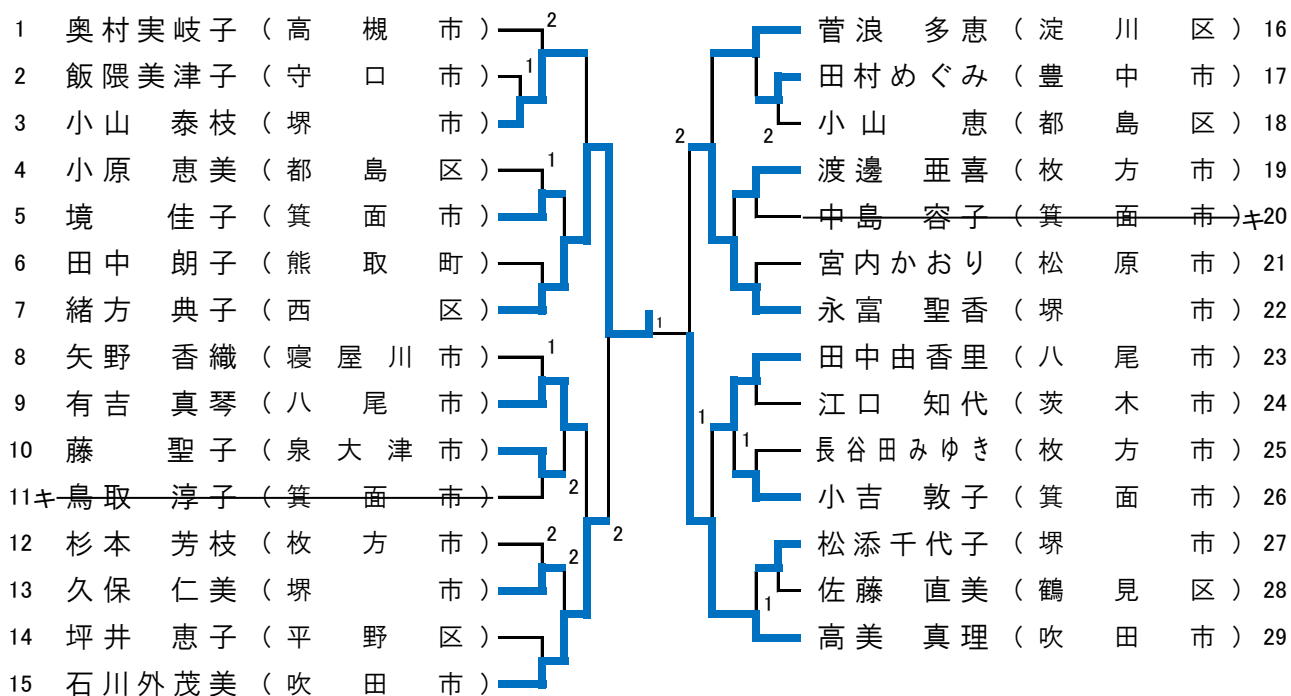 1 奥村実岐子 (高槻市) 2
2 飯隈美津子 (守口市) 1
3 小山 泰枝 (堺市)
4 小原 恵美 (都島区) 1
5 境 佳子 (箕面市)
6 田中 朗子 (熊取町)
7 緒方 典子 (西区)
8 矢野 香織 (寝屋川市) 1
9 有吉 真琴 (八尾市)
10 藤 聖子 (泉大津市)
11キ 鳥取 淳子 (箕面市) 2
12 杉本 芳枝 (枚方市) 2 2 2
13 久保 仁美 (堺市)
14 坪井 恵子 (平野区)
15 石川外茂美 (吹田市)
1
菅浪 多恵 (淀川区) 16
田村めぐみ (豊中市) 17
2 2 小山 恵 (都島区) 18
渡邊 亜喜 (枚方市) 19
中島 容子 (箕面市)キ20
宮内かおり (松原市) 21
永富 聖香 (堺市) 22
田中由香里 (八尾市) 23
1 江口 知代 (茨木市) 24
1 長谷田みゆき (枚方市) 25
小吉 敦子 (箕面市) 26
松添千代子 (堺市) 27
1 佐藤 直美 (鶴見区) 28
高美 真理 (吹田市) 29